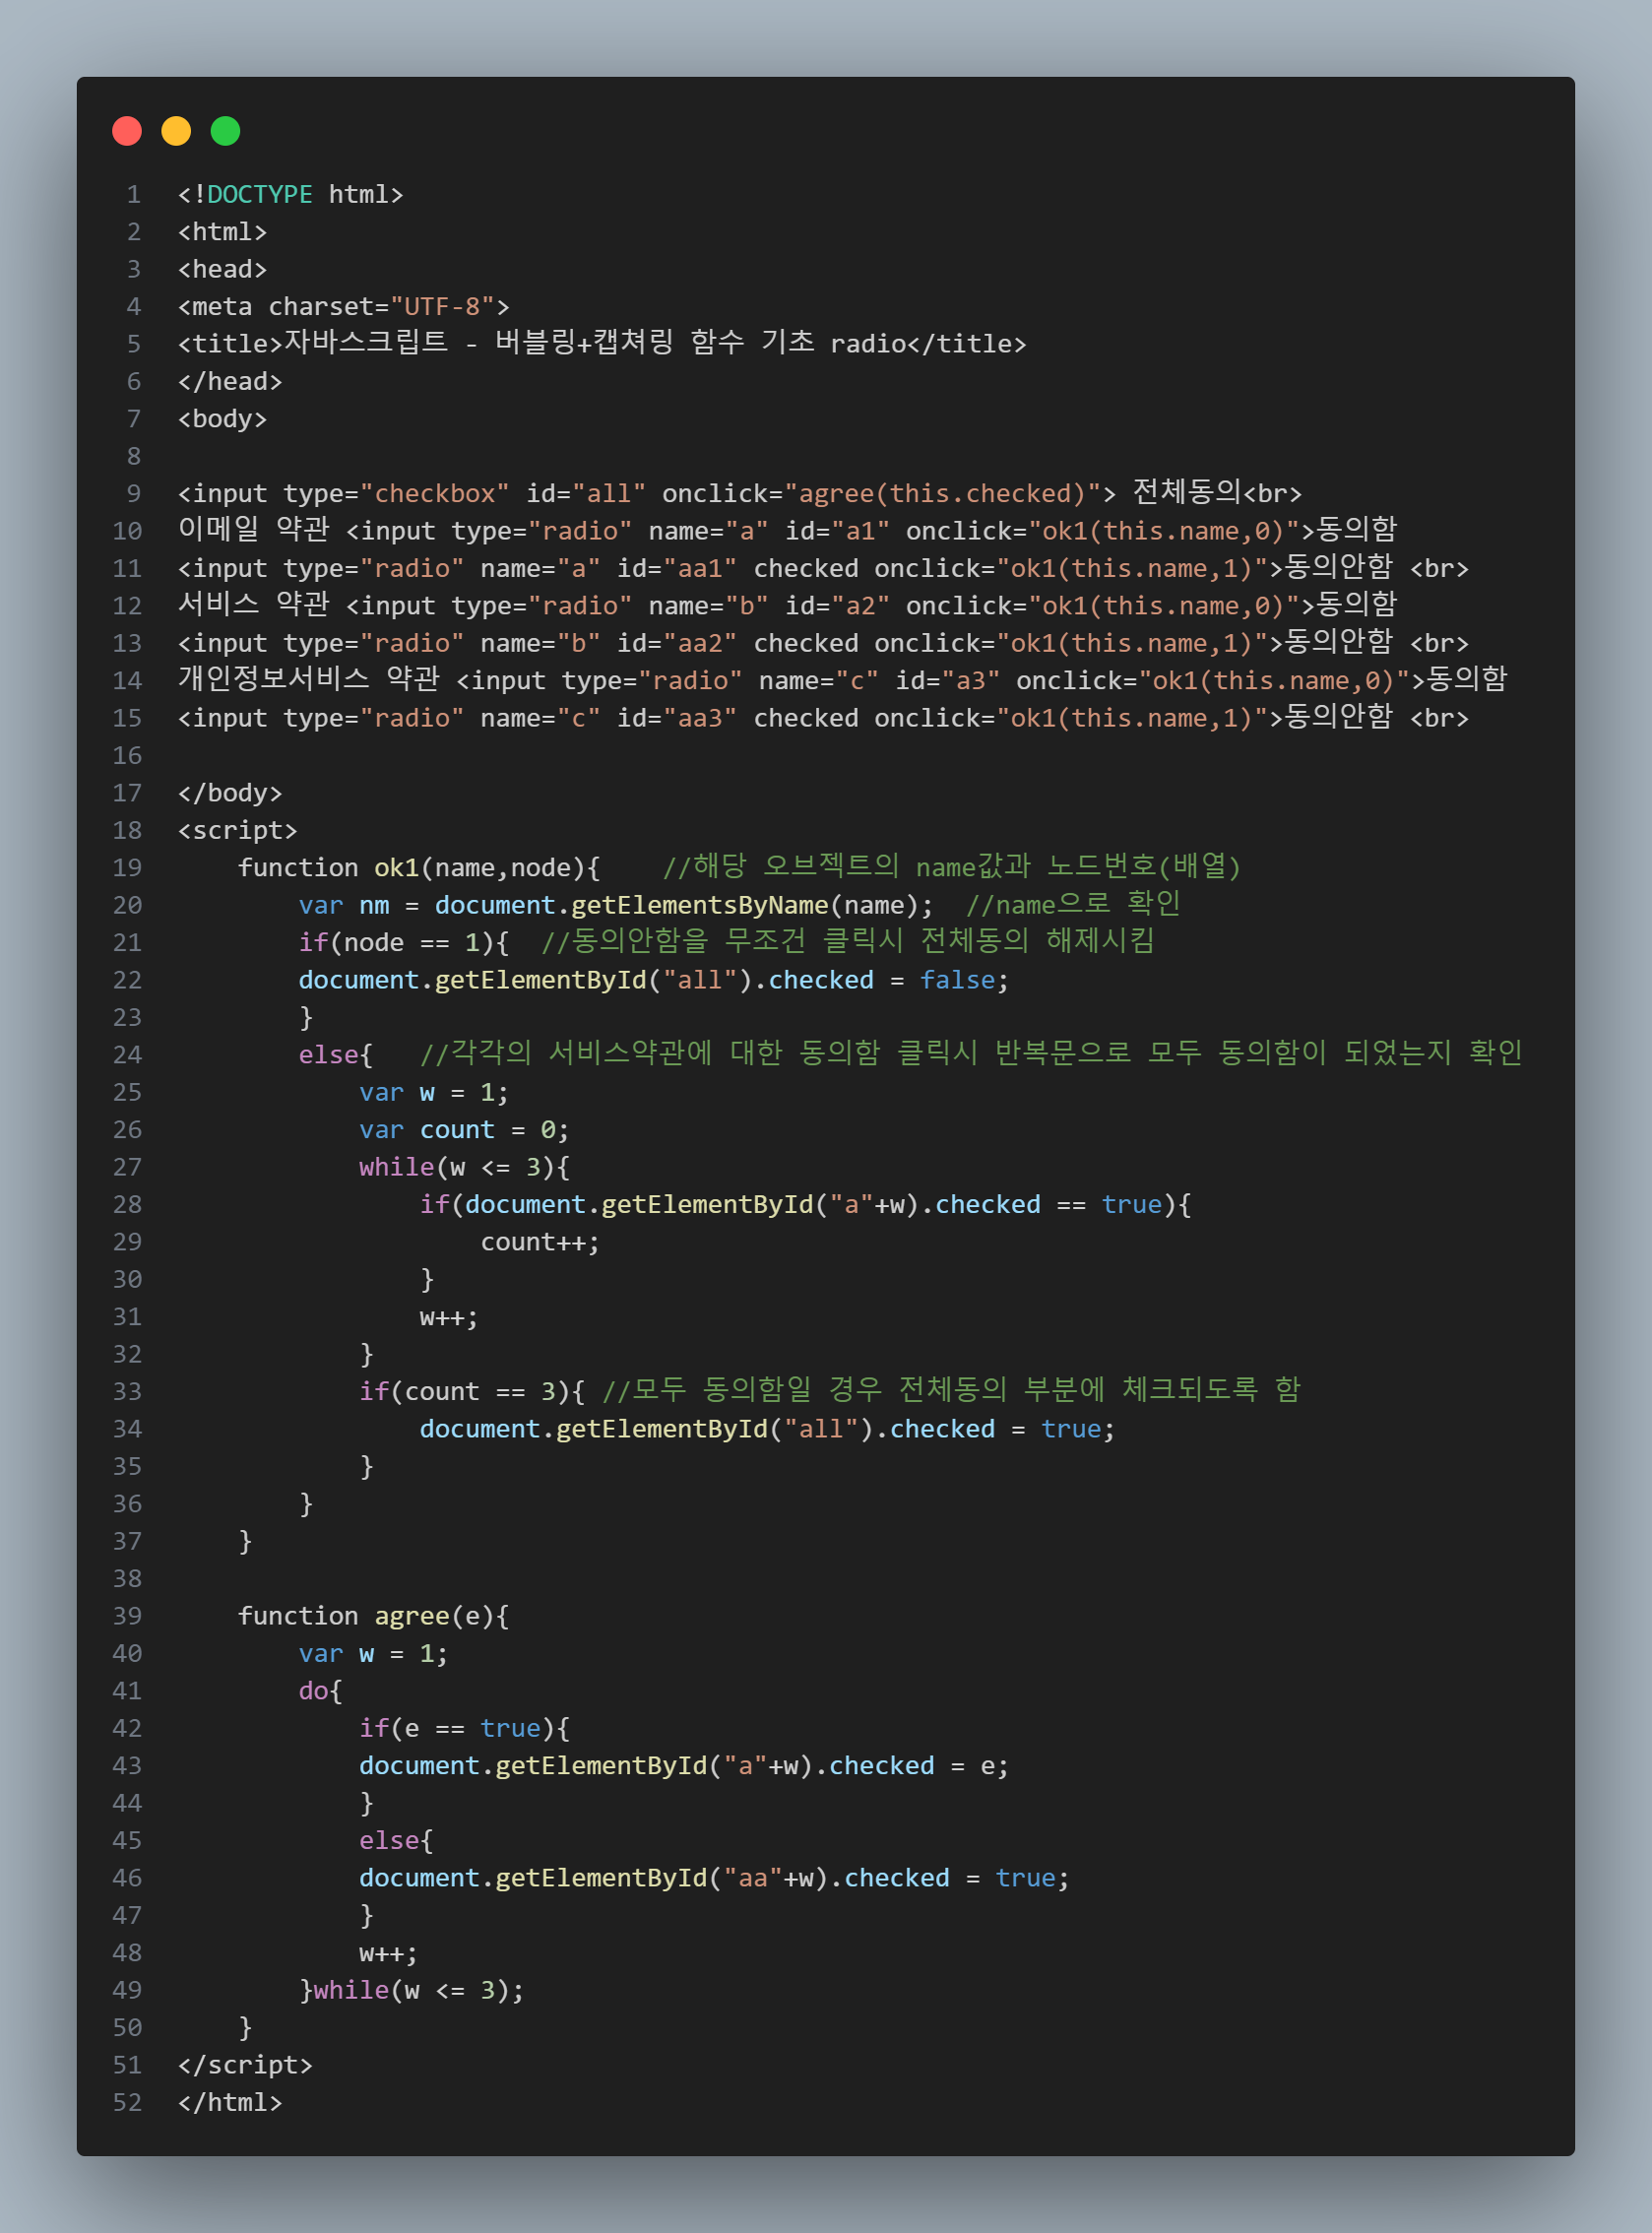 1 <!DOCTYPE html>
2 <html>
3 <head>
4 <meta charset="UTF-8">
5 <title>자바스크립트 - 버블링+캡쳐링 함수 기초 radio</title>
6 </head>
7 <body>
8
9 <input type="checkbox" id="all" onclick="agree(this.checked)"> 전체동의<br>
10 이메일 약관 <input type="radio" name="a" id="a1" onclick="ok1(this.name,0)">동의함
11 <input type="radio" name="a" id="aa1" checked onclick="ok1(this.name,1)">동의안함 <br>
12 서비스 약관 <input type="radio" name="b" id="a2" onclick="ok1(this.name,0)">동의함
13 <input type="radio" name="b" id="aa2" checked onclick="ok1(this.name,1)">동의안함 <br>
14 개인정보서비스 약관 <input type="radio" name="c" id="a3" onclick="ok1(this.name,0)">동의함
15 <input type="radio" name="c" id="aa3" checked onclick="ok1(this.name,1)">동의안함 <br>
16
17 </body>
18 <script>
19     function ok1(name,node){    //해당 오브젝트의 name값과 노드번호(배열)
20         var nm = document.getElementsByName(name);  //name으로 확인
21         if(node == 1){  //동의안함을 무조건 클릭시 전체동의 해제시킴
22         document.getElementById("all").checked = false;
23         }
24         else{   //각각의 서비스약관에 대한 동의함 클릭시 반복문으로 모두 동의함이 되었는지 확인
25             var w = 1;
26             var count = 0;
27             while(w <= 3){
28                 if(document.getElementById("a"+w).checked == true){
29                     count++;
30                 }
31                 w++;
32             }
33             if(count == 3){ //모두 동의함일 경우 전체동의 부분에 체크되도록 함
34                 document.getElementById("all").checked = true;
35             }
36         }
37     }
38
39     function agree(e){
40         var w = 1;
41         do{
42             if(e == true){
43             document.getElementById("a"+w).checked = e;
44             }
45             else{
46             document.getElementById("aa"+w).checked = true;
47             }
48             w++;
49         }while(w <= 3);
50     }
51 </script>
52 </html>